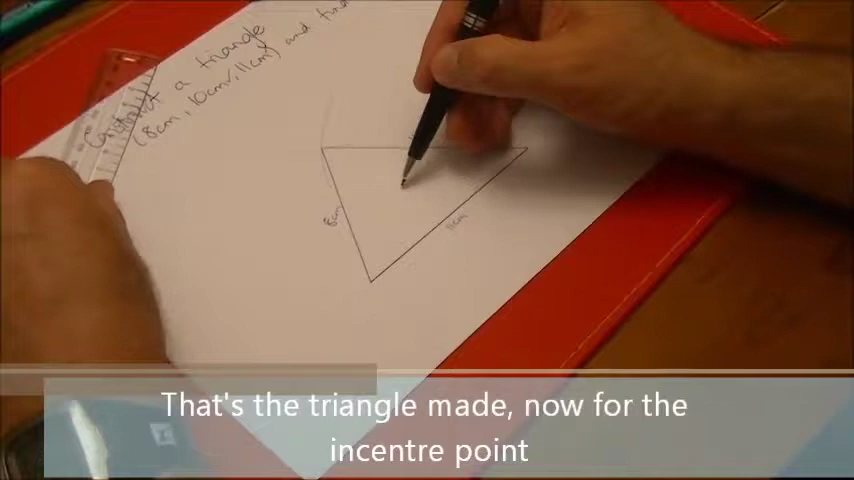 Construct a triangle
(8cm, 10cm, 11cm) and find
8cm
11cm
That's the triangle made, now for the
incentre point